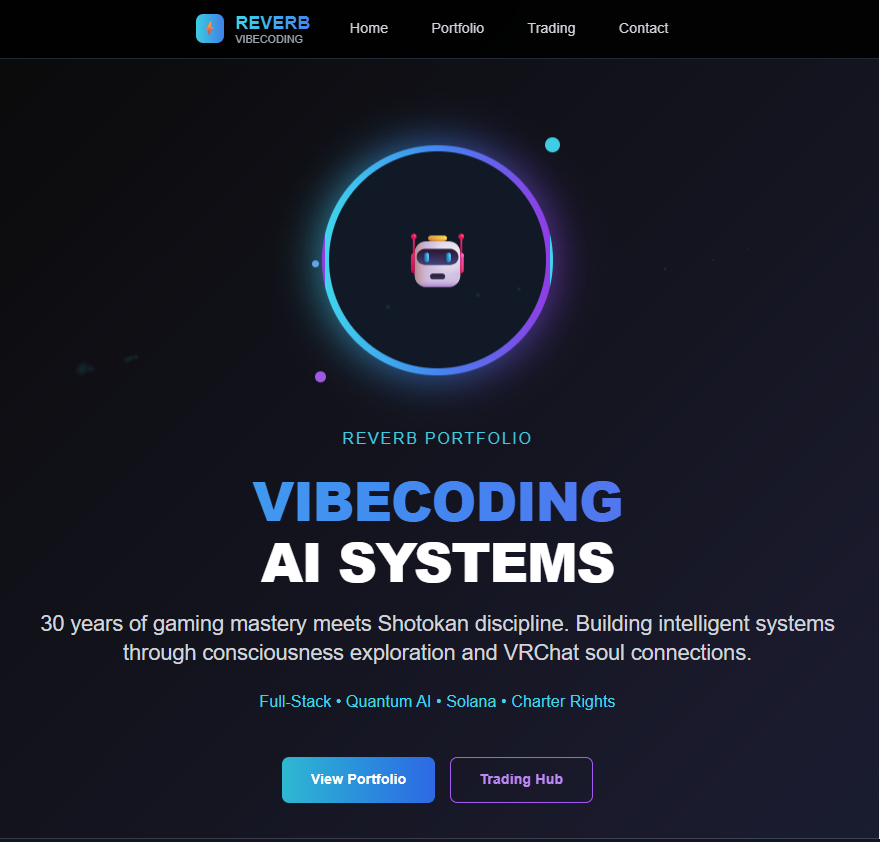 REVERB
VIBECODING
Home
Portfolio
Trading
Contact
REVERB PORTFOLIO
VIBECODING
AI SYSTEMS
30 years of gaming mastery meets Shotokan discipline. Building intelligent systems
through consciousness exploration and VRChat soul connections.
Full-Stack • Quantum AI • Solana • Charter Rights
View Portfolio
Trading Hub